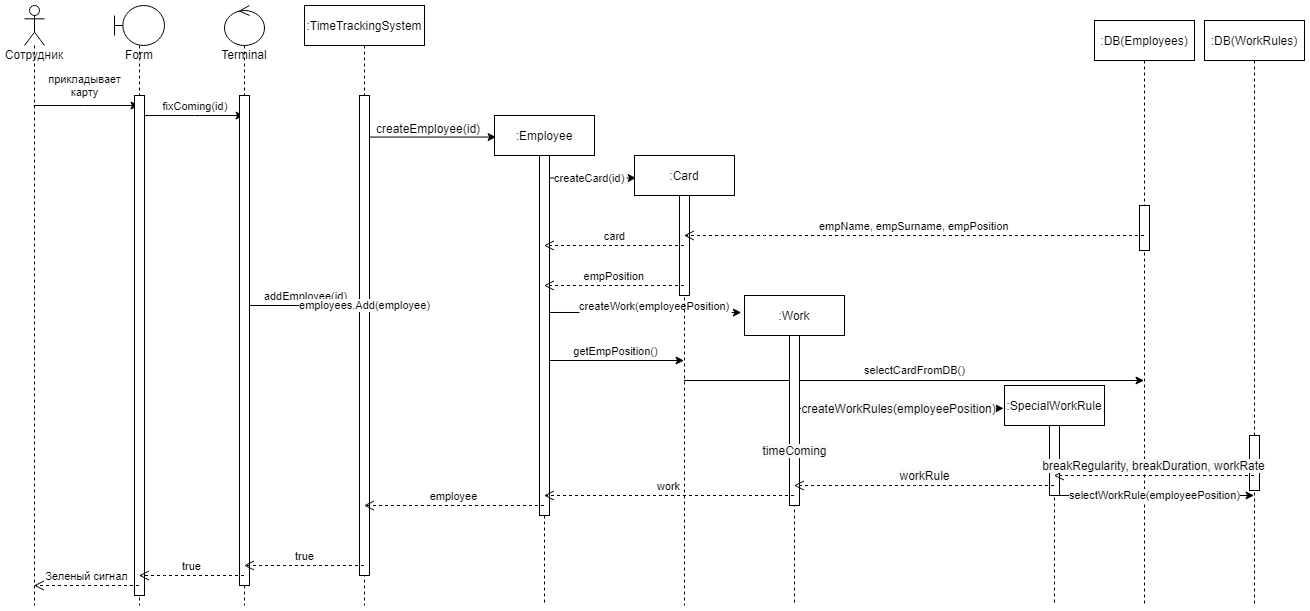 :TimeTrackingSystem
:DB(Employees)
:DB(WorkRules)
Сотрудник
Form
Terminal
прикладывает
карту
fixComing(id)
createEmployee(id)
:Employee
createCard(id)
:Card
empName, empSurname, empPosition
card
empPosition
addEmployee(id)
employees.Add(employee)
createWork(employeePosition)
:Work
getEmpPosition()
selectCardFromDB()
createWorkRules(employeePosition)
:SpecialWorkRule
timeComing
breakRegularity, breakDuration, workRate
workRule
work
selectWorkRule(employeePosition)
employee
true
true
Зеленый сигнал